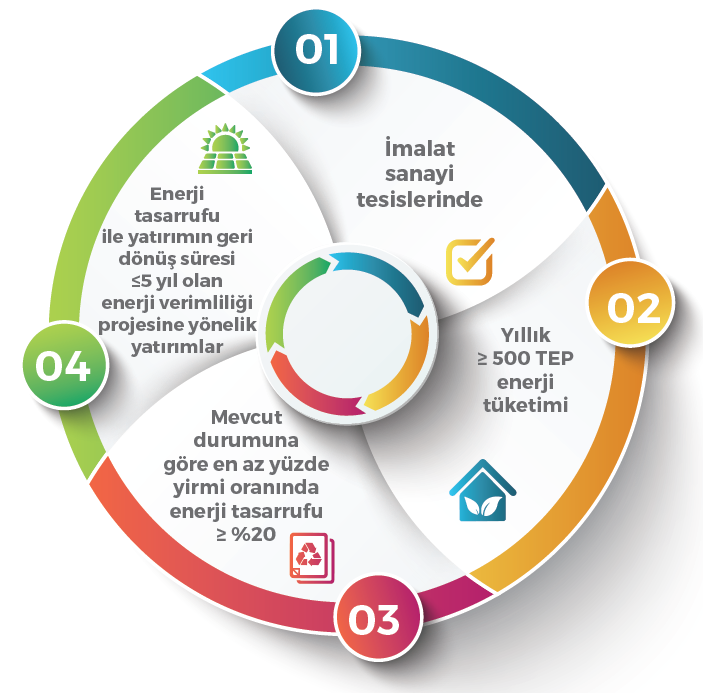 01
İmalat
sanayi
tesislerinde
02
Yıllık
≥ 500 TEP
enerji
tüketimi
03
Mevcut
durumuna
göre en az yüzde
yirmi oranında
enerji tasarrufu
≥ %20
04
Enerji
tasarrufu
ile yatırımın geri
dönüş süresi
≤5 yıl olan
enerji verimliliği
projesine yönelik
yatırımlar